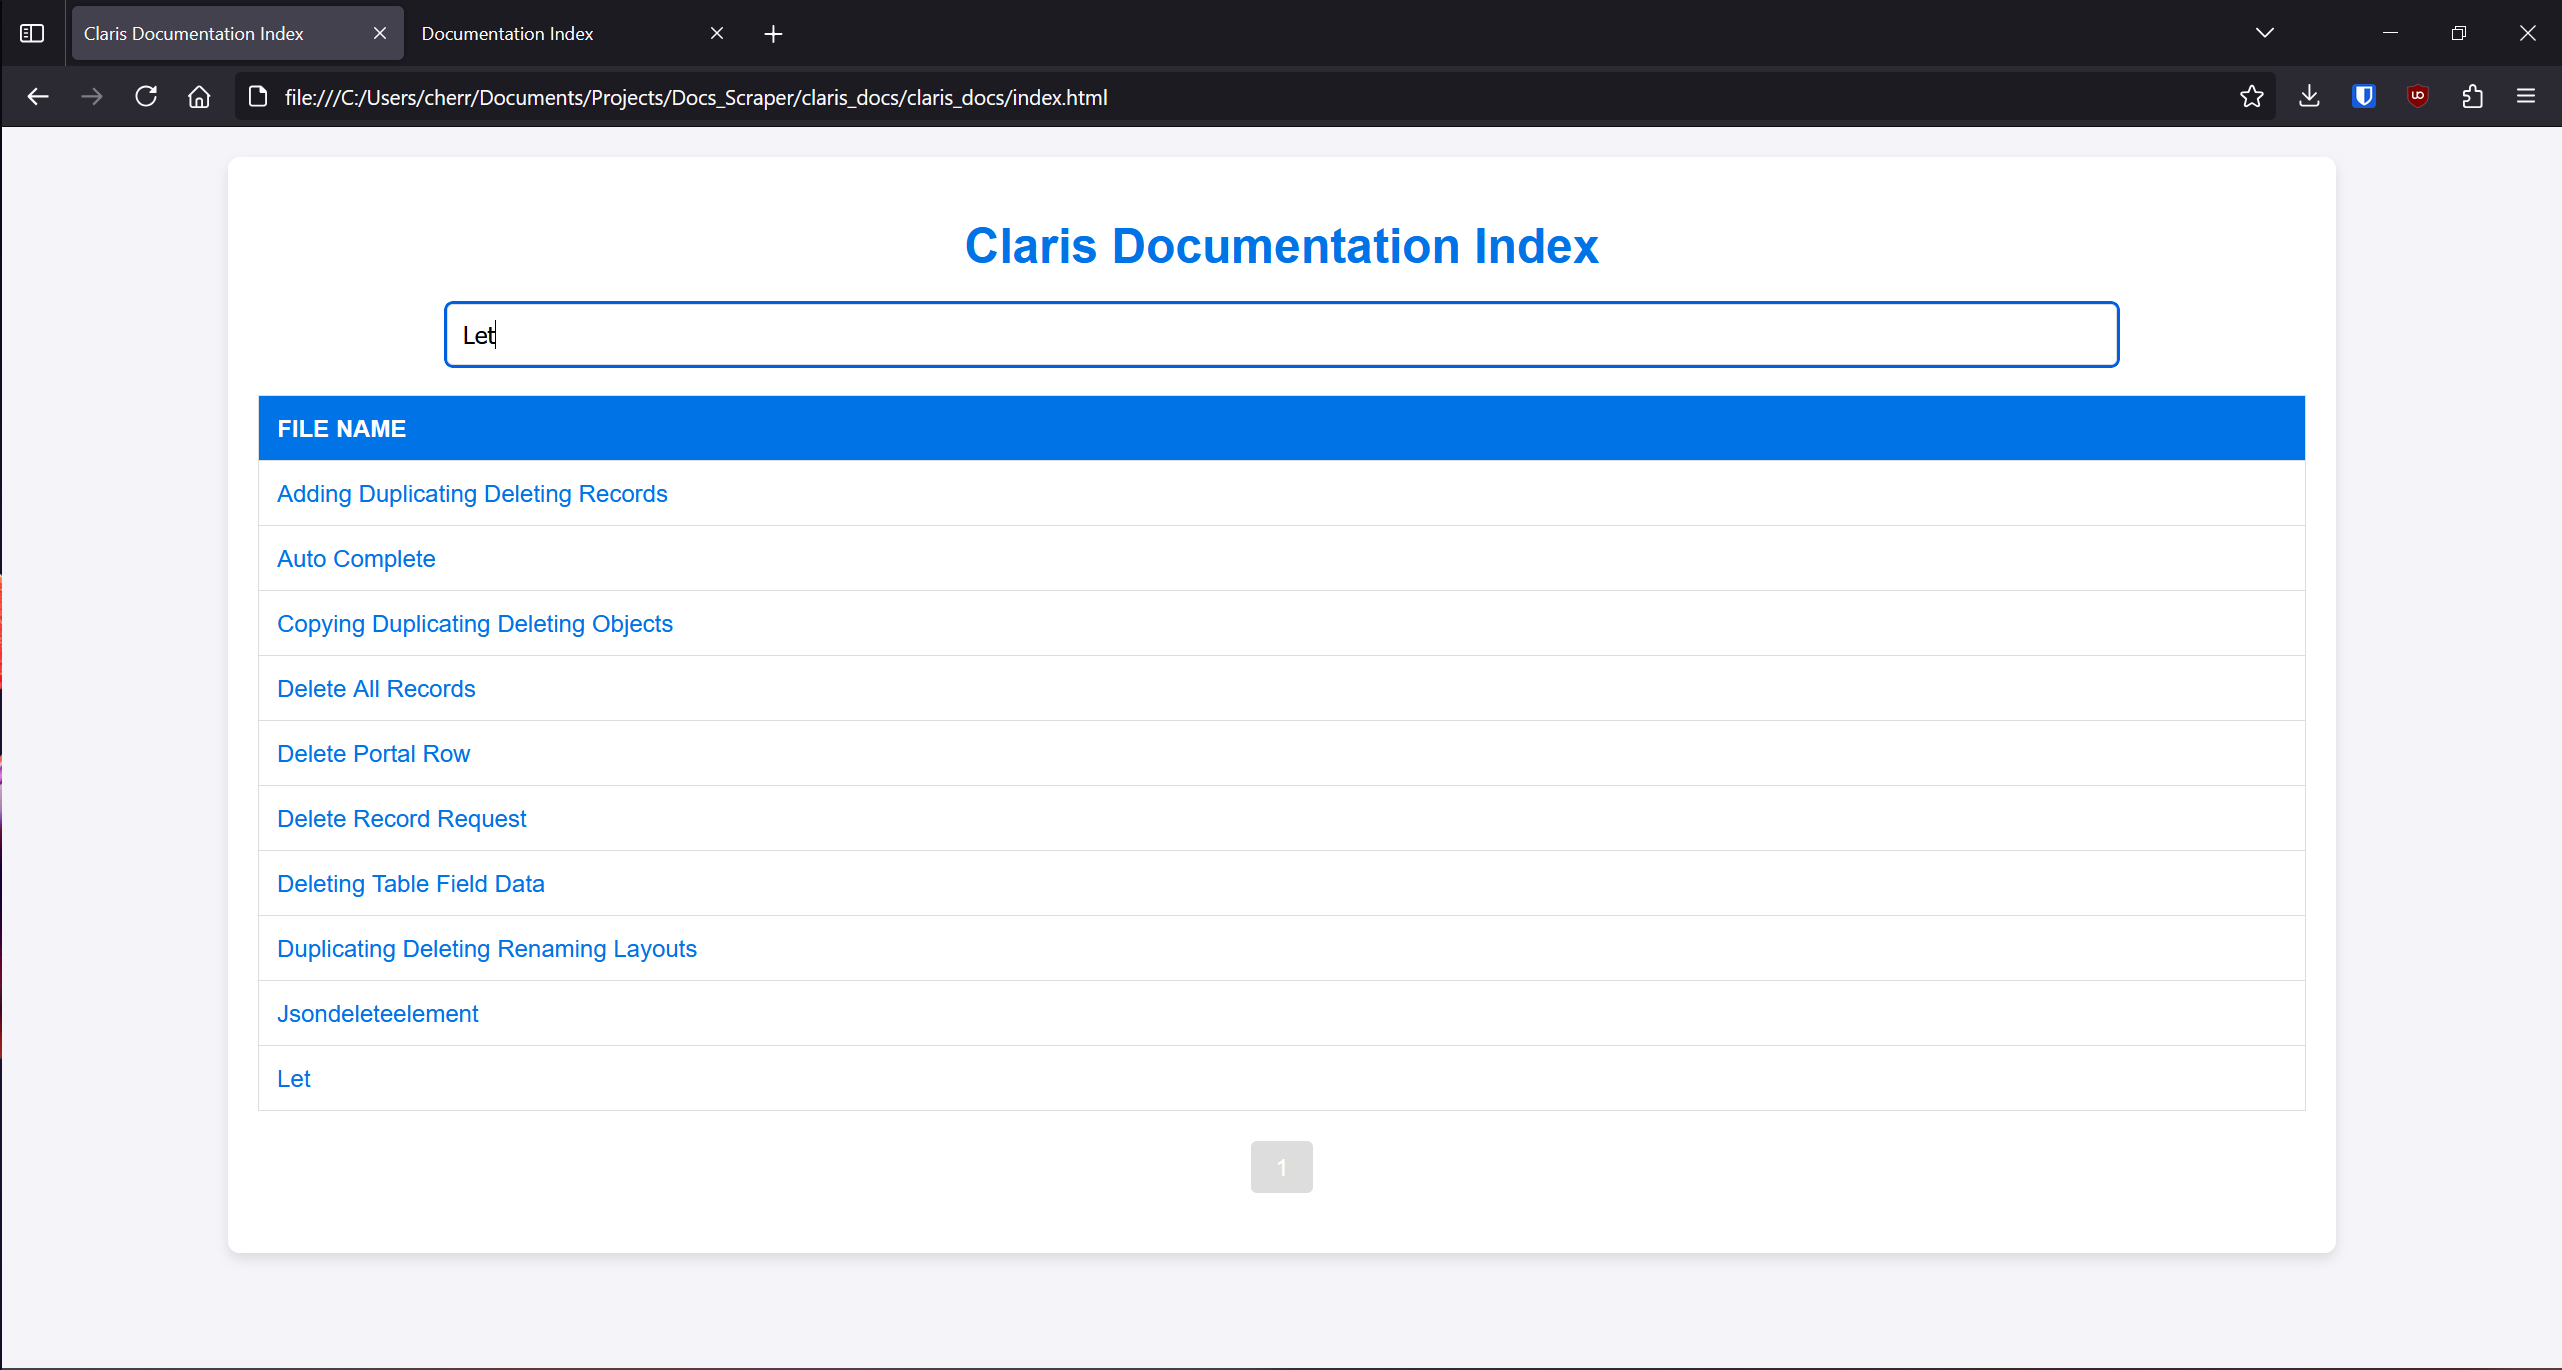 Claris Documentation Index
Documentation Index
file:///C:/Users/cherr/Documents/Projects/Docs_Scraper/claris_docs/claris_docs/index.html
Claris Documentation Index
Let
FILE NAME
Adding Duplicating Deleting Records
Auto Complete
Copying Duplicating Deleting Objects
Delete All Records
Delete Portal Row
Delete Record Request
Deleting Table Field Data
Duplicating Deleting Renaming Layouts
Jsondeleteelement
Let
1